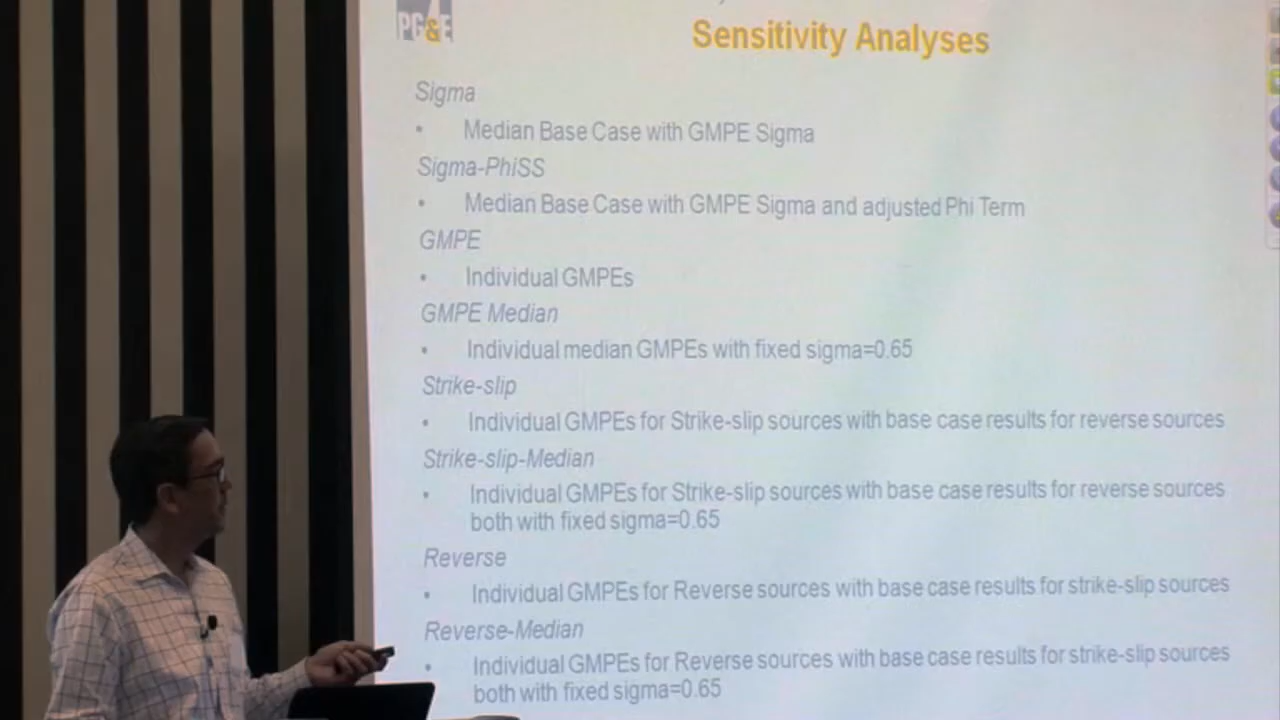 PG&E
Sensitivity Analyses
Sigma
• Median Base Case with GMPE Sigma
Sigma-PhiSS
• Median Base Case with GMPE Sigma and adjusted Phi Term
GMPE
• Individual GMPEs
GMPE Median
• Individual median GMPEs with fixed sigma=0.65
Strike-slip
• Individual GMPEs for Strike-slip sources with base case results for reverse sources
Strike-slip-Median
• Individual GMPEs for Strike-slip sources with base case results for reverse sources
both with fixed sigma=0.65
Reverse
• Individual GMPEs for Reverse sources with base case results for strike-slip sources
Reverse-Median
• Individual GMPEs for Reverse sources with base case results for strike-slip sources
both with fixed sigma=0.65